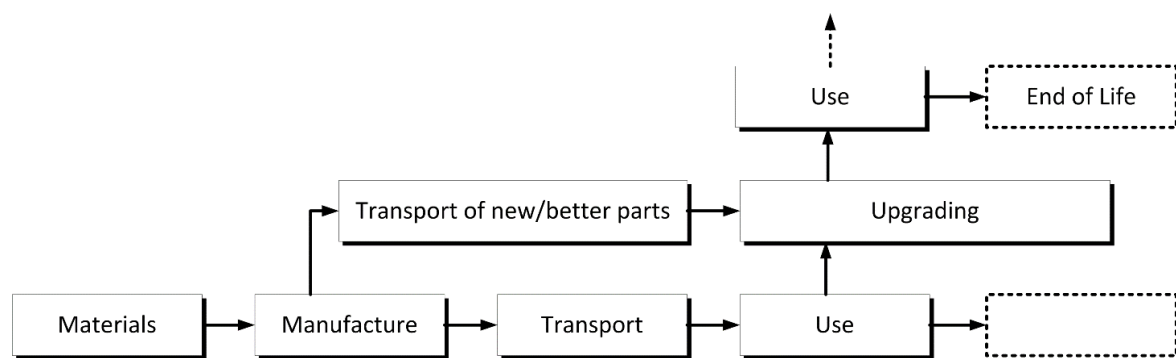 Use
End of Life
Transport of new/better parts
Upgrading
Materials
Manufacture
Transport
Use